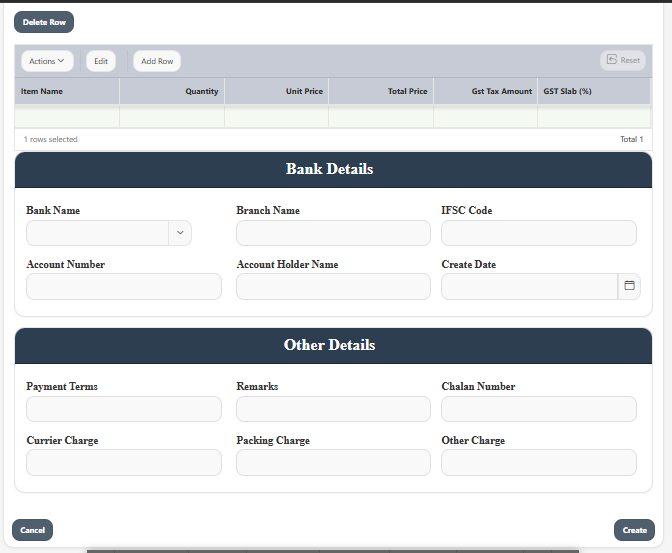 Delete Row
Actions Edit Add Row Reset
Item Name Quantity Unit Price Total Price Gst Tax Amount GST Slab (%)
1 rows selected Total 1
Bank Details
Bank Name Branch Name IFSC Code
Account Number Account Holder Name Create Date
Other Details
Payment Terms Remarks Chalan Number
Currier Charge Packing Charge Other Charge
Cancel Create